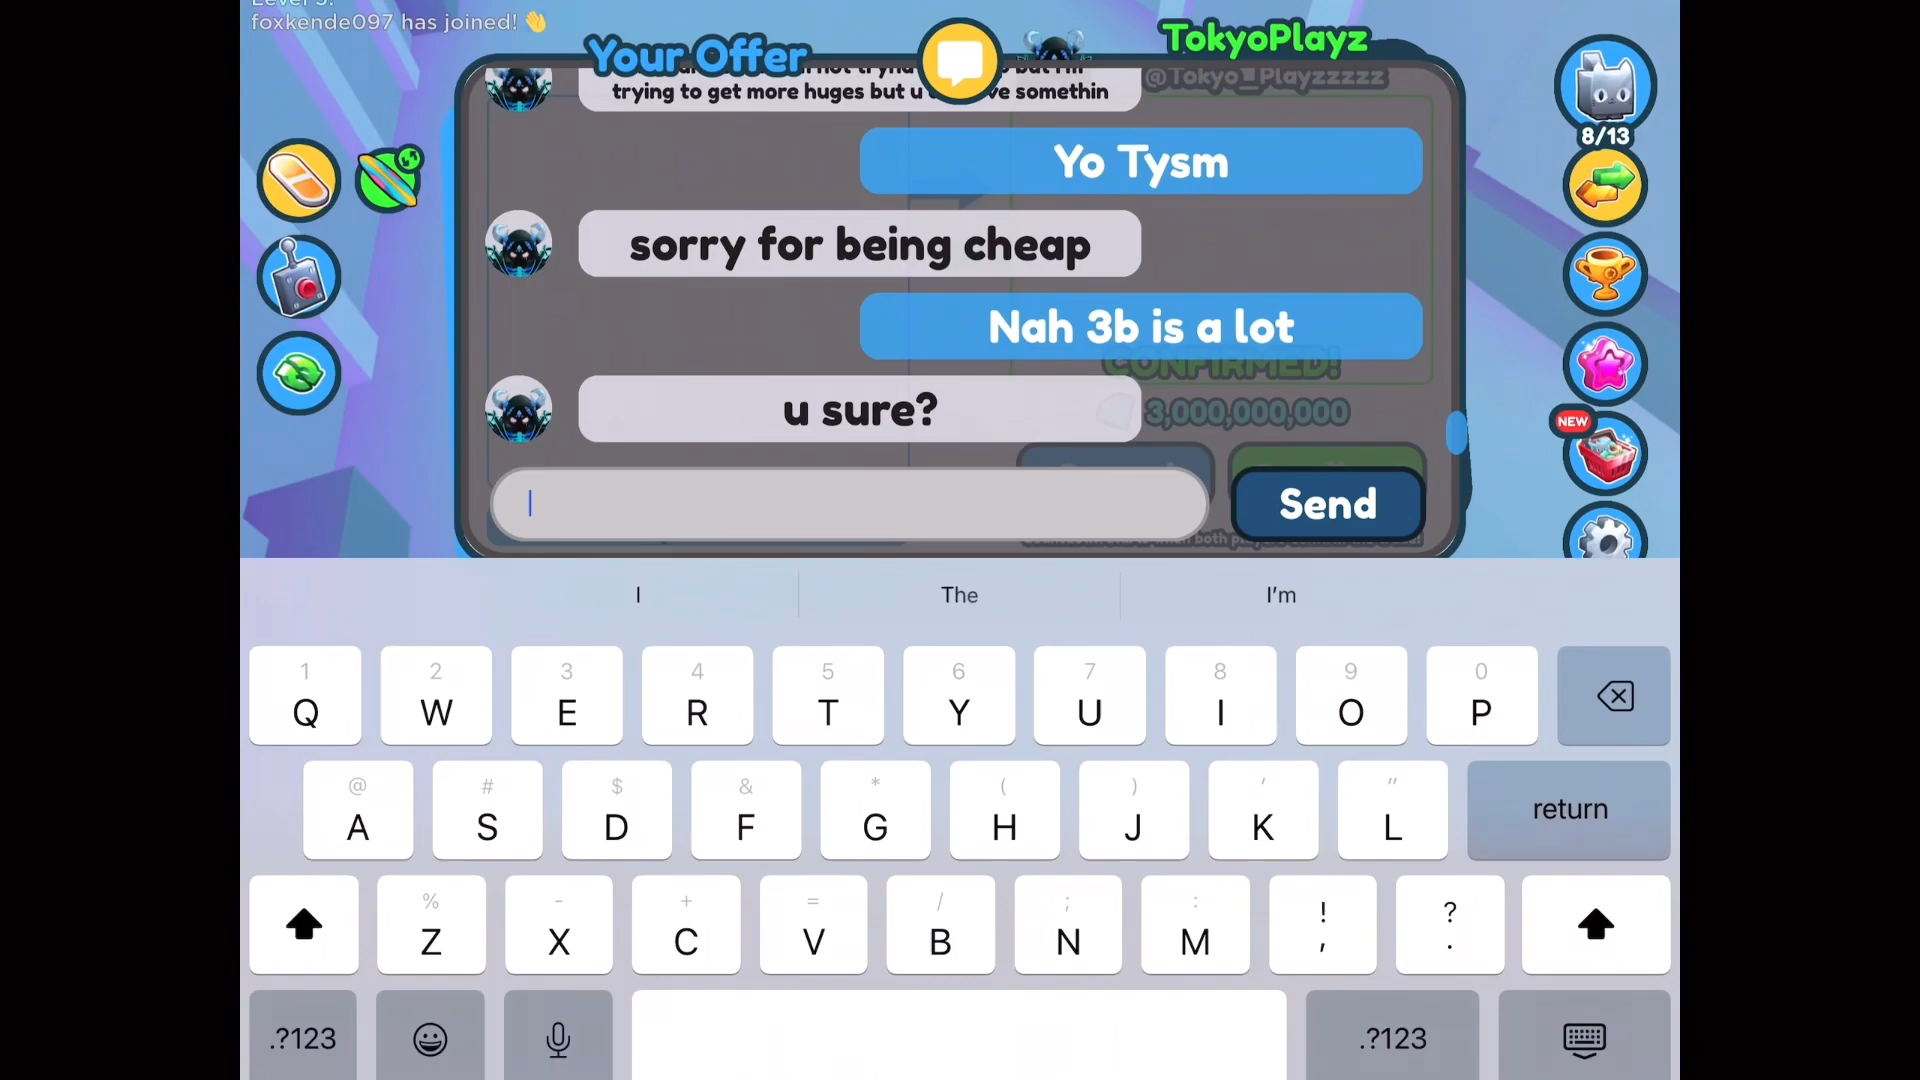 foxkende097 has joined! 👋
Your Offer
TokyoPlayz
@Tokyo_Playzzzzz
trying to get more huges but u
somethin
Yo Tysm
sorry for being cheap
Nah 3b is a lot
CONFIRMED!
u sure?
3,000,000,000
Send
8/13
NEW
I
The
I'm
1 2 3 4 5 6 7 8 9 0
Q W E R T Y U I O P
@ # $ & * ( ) ' "
A S D F G H J K L return
% - + = / ; : ! ?
Z X C V B N M , .
.?123 .?123